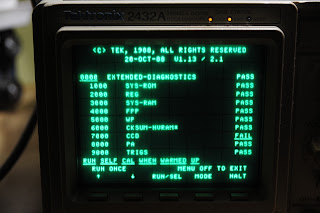 Tektronix 2432A
(C) TEK, 1988, ALL RIGHTS RESERVED
20-OCT-88 V1.13 / 2.1
0000 EXTENDED-DIAGNOSTICS PASS
1000 SYS-ROM PASS
2000 REG PASS
3000 SYS-RAM PASS
4000 FPP PASS
5000 WP PASS
6000 CKSUM-NVRAM* PASS
7000 CCD FAIL
8000 PA PASS
9000 TRIGS PASS
RUN SELF CAL WHEN WARMED UP
RUN ONCE MENU OFF TO EXIT
↑ ↓ RUN/SEL MODE HALT